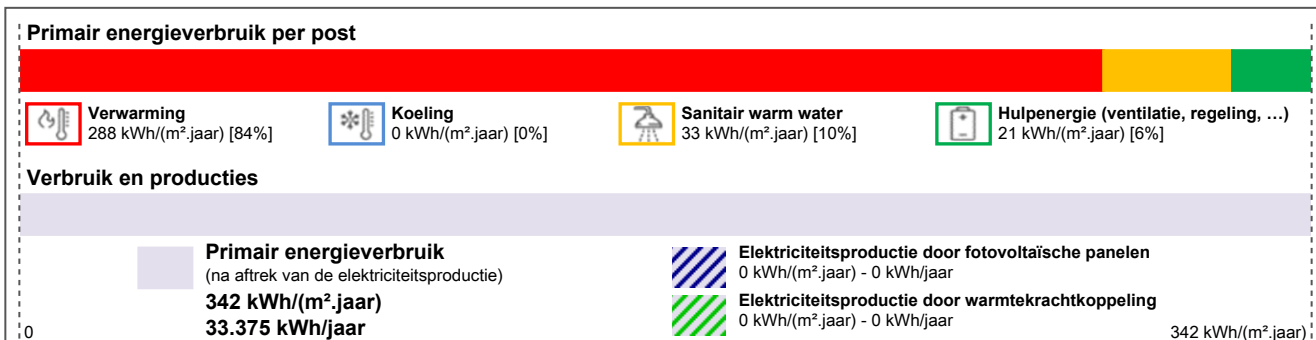 Primair energieverbruik per post
Verwarming
288 kWh/(m².jaar) [84%]
Koeling
0 kWh/(m².jaar) [0%]
Sanitair warm water
33 kWh/(m².jaar) [10%]
Hulpenergie (ventilatie, regeling, …)
21 kWh/(m².jaar) [6%]
Verbruik en producties
Primair energieverbruik
(na aftrek van de elektriciteitsproductie)
342 kWh/(m².jaar)
33.375 kWh/jaar
Elektriciteitsproductie door fotovoltaïsche panelen
0 kWh/(m².jaar) - 0 kWh/jaar
Elektriciteitsproductie door warmtekrachtkoppeling
0 kWh/(m².jaar) - 0 kWh/jaar
0
342 kWh/(m².jaar)